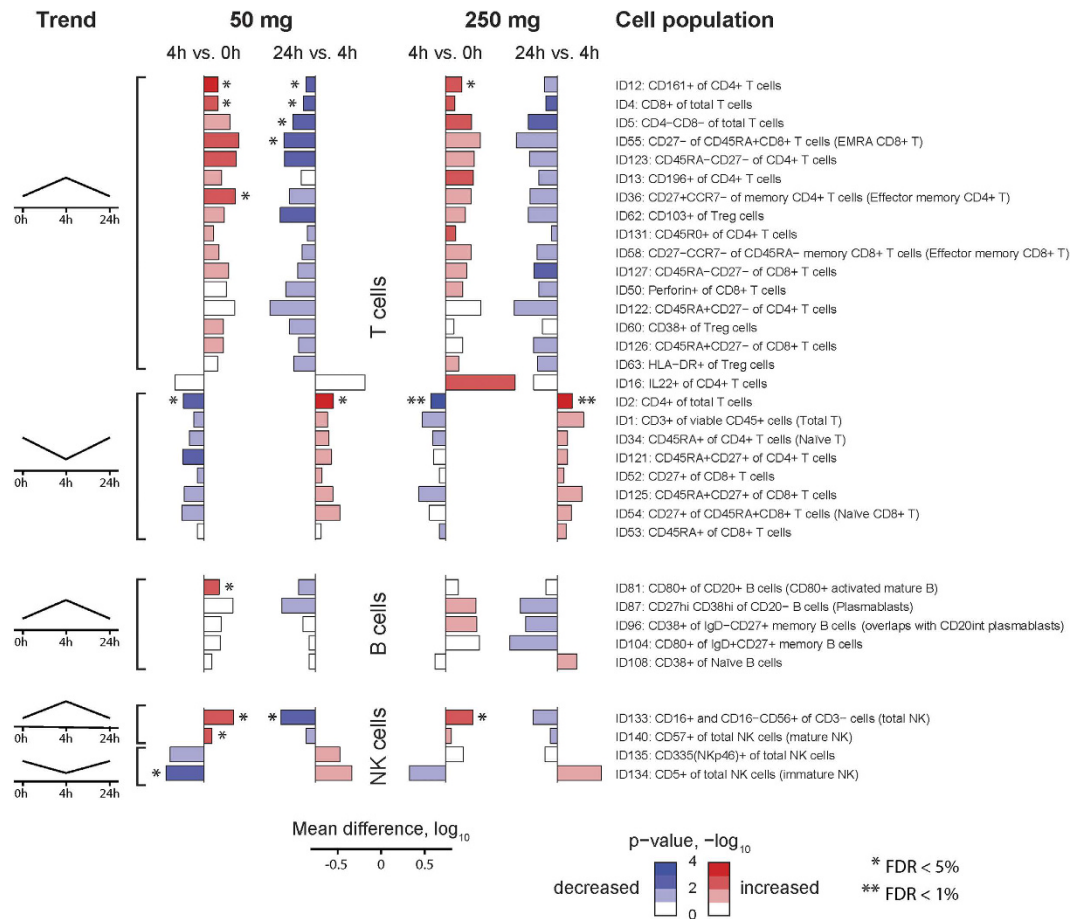 Trend 50 mg 250 mg Cell population
4h vs. 0h 24h vs. 4h 4h vs. 0h 24h vs. 4h
* * * ID12: CD161+ of CD4+ T cells
* * ID4: CD8+ of total T cells
* ID5: CD4−CD8− of total T cells
* ID55: CD27− of CD45RA+CD8+ T cells (EMRA CD8+ T)
ID123: CD45RA−CD27− of CD4+ T cells
ID13: CD196+ of CD4+ T cells
* ID36: CD27+CCR7− of memory CD4+ T cells (Effector memory CD4+ T)
0h 4h 24h
ID62: CD103+ of Treg cells
ID131: CD45R0+ of CD4+ T cells
ID58: CD27−CCR7− of CD45RA− memory CD8+ T cells (Effector memory CD8+ T)
ID127: CD45RA−CD27− of CD8+ T cells
ID50: Perforin+ of CD8+ T cells
ID122: CD45RA+CD27− of CD4+ T cells
T cells
ID60: CD38+ of Treg cells
ID126: CD45RA+CD27− of CD8+ T cells
ID63: HLA−DR+ of Treg cells
ID16: IL22+ of CD4+ T cells
* * ** ** ID2: CD4+ of total T cells
ID1: CD3+ of viable CD45+ cells (Total T)
ID34: CD45RA+ of CD4+ T cells (Naïve T)
ID121: CD45RA+CD27+ of CD4+ T cells
0h 4h 24h
ID52: CD27+ of CD8+ T cells
ID125: CD45RA+CD27+ of CD8+ T cells
ID54: CD27+ of CD45RA+CD8+ T cells (Naïve CD8+ T)
ID53: CD45RA+ of CD8+ T cells
* ID81: CD80+ of CD20+ B cells (CD80+ activated mature B)
ID87: CD27hi CD38hi of CD20− B cells (Plasmablasts)
B cells
ID96: CD38+ of IgD−CD27+ memory B cells (overlaps with CD20int plasmablasts)
0h 4h 24h
ID104: CD80+ of IgD+CD27+ memory B cells
ID108: CD38+ of Naïve B cells
* * * ID133: CD16+ and CD16−CD56+ of CD3− cells (total NK)
0h 4h 24h
* ID140: CD57+ of total NK cells (mature NK)
NK cells
ID135: CD335(NKp46)+ of total NK cells
* ID134: CD5+ of total NK cells (immature NK)
0h 4h 24h
Mean difference, log10
-0.5 0 0.5
p−value, −log10
4
2
0
decreased increased
* FDR < 5%
** FDR < 1%